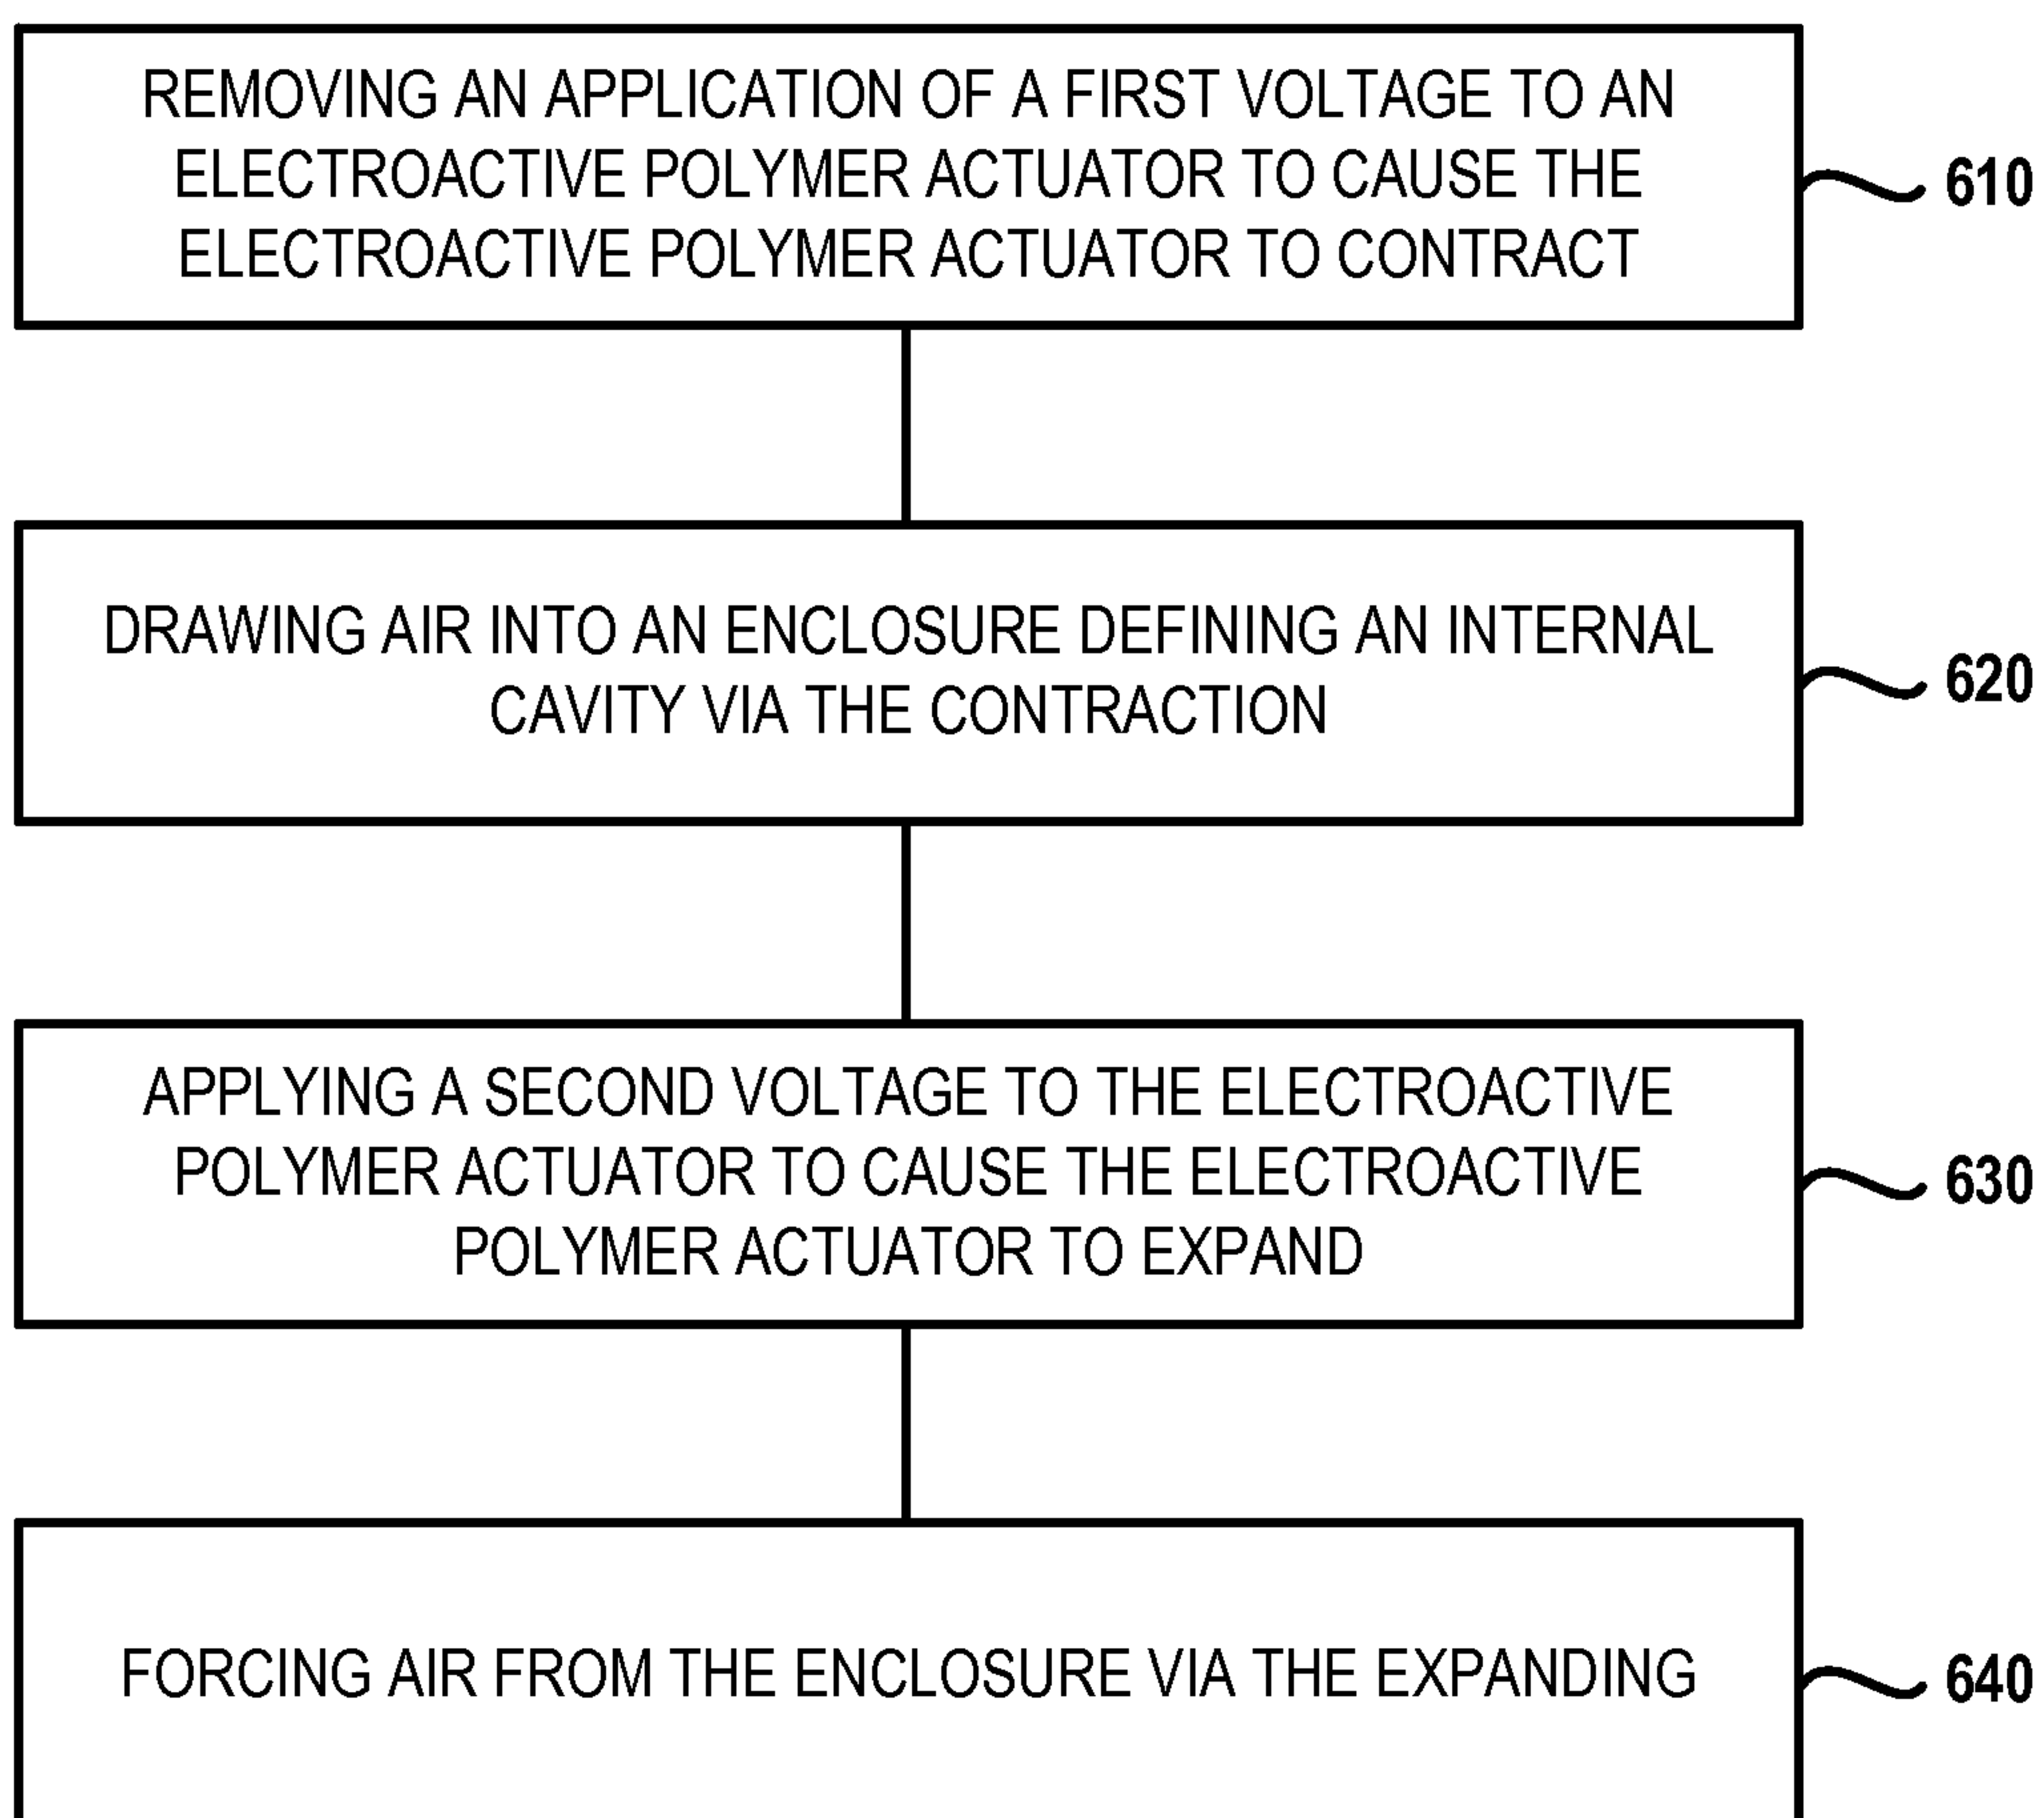 REMOVING AN APPLICATION OF A FIRST VOLTAGE TO AN
ELECTROACTIVE POLYMER ACTUATOR TO CAUSE THE
ELECTROACTIVE POLYMER ACTUATOR TO CONTRACT
610
DRAWING AIR INTO AN ENCLOSURE DEFINING AN INTERNAL
CAVITY VIA THE CONTRACTION
620
APPLYING A SECOND VOLTAGE TO THE ELECTROACTIVE
POLYMER ACTUATOR TO CAUSE THE ELECTROACTIVE
POLYMER ACTUATOR TO EXPAND
630
FORCING AIR FROM THE ENCLOSURE VIA THE EXPANDING
640